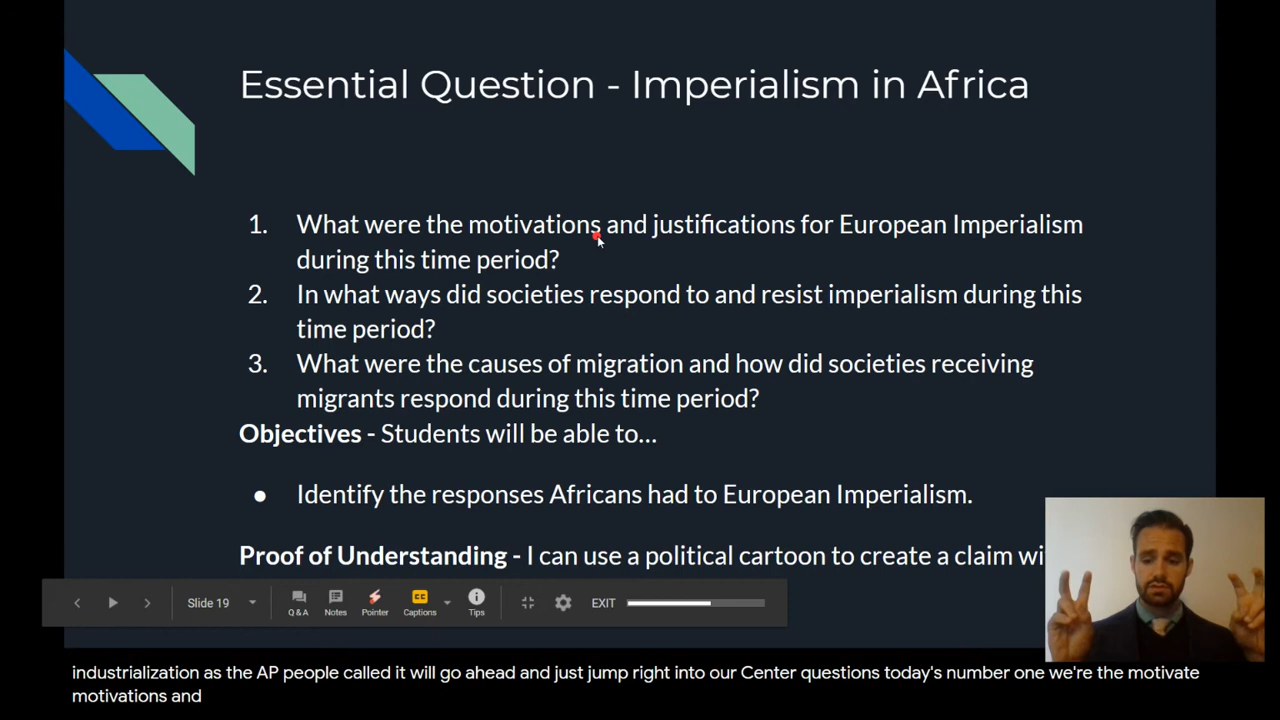 Essential Question - Imperialism in Africa
1. What were the motivations and justifications for European Imperialism
during this time period?
2. In what ways did societies respond to and resist imperialism during this
time period?
3. What were the causes of migration and how did societies receiving
migrants respond during this time period?
Objectives - Students will be able to…
● Identify the responses Africans had to European Imperialism.
Proof of Understanding - I can use a political cartoon to create a claim
Slide 19
Q & A
Notes
Pointer
CC
Captions
Tips
EXIT
industrialization as the AP people called it will go ahead and just jump right into our Center questions today's number one we're the motivate
motivations and